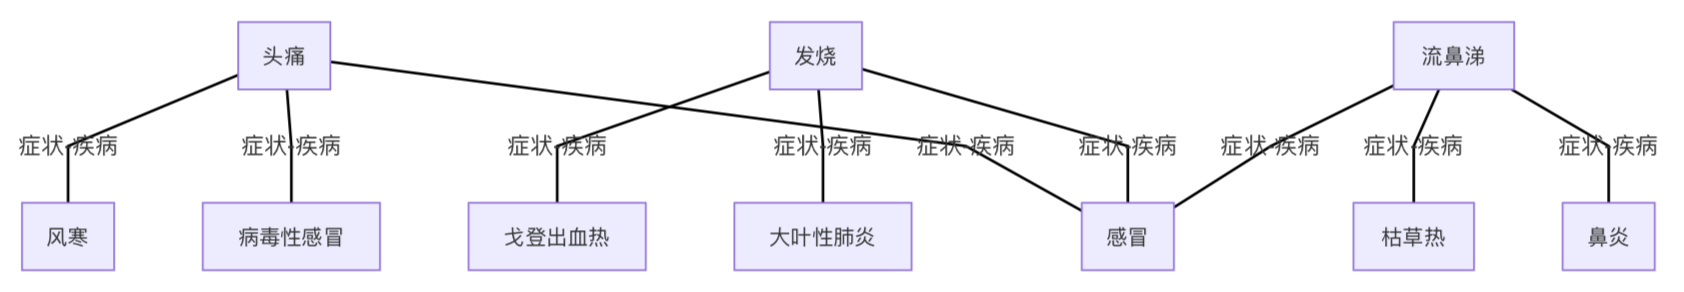 头痛
发烧
流鼻涕
症状-疾病
症状-疾病
症状-疾病
症状-疾病
症状-疾病
症状-疾病
症状-疾病
症状-疾病
症状-疾病
风寒
病毒性感冒
戈登出血热
大叶性肺炎
感冒
枯草热
鼻炎